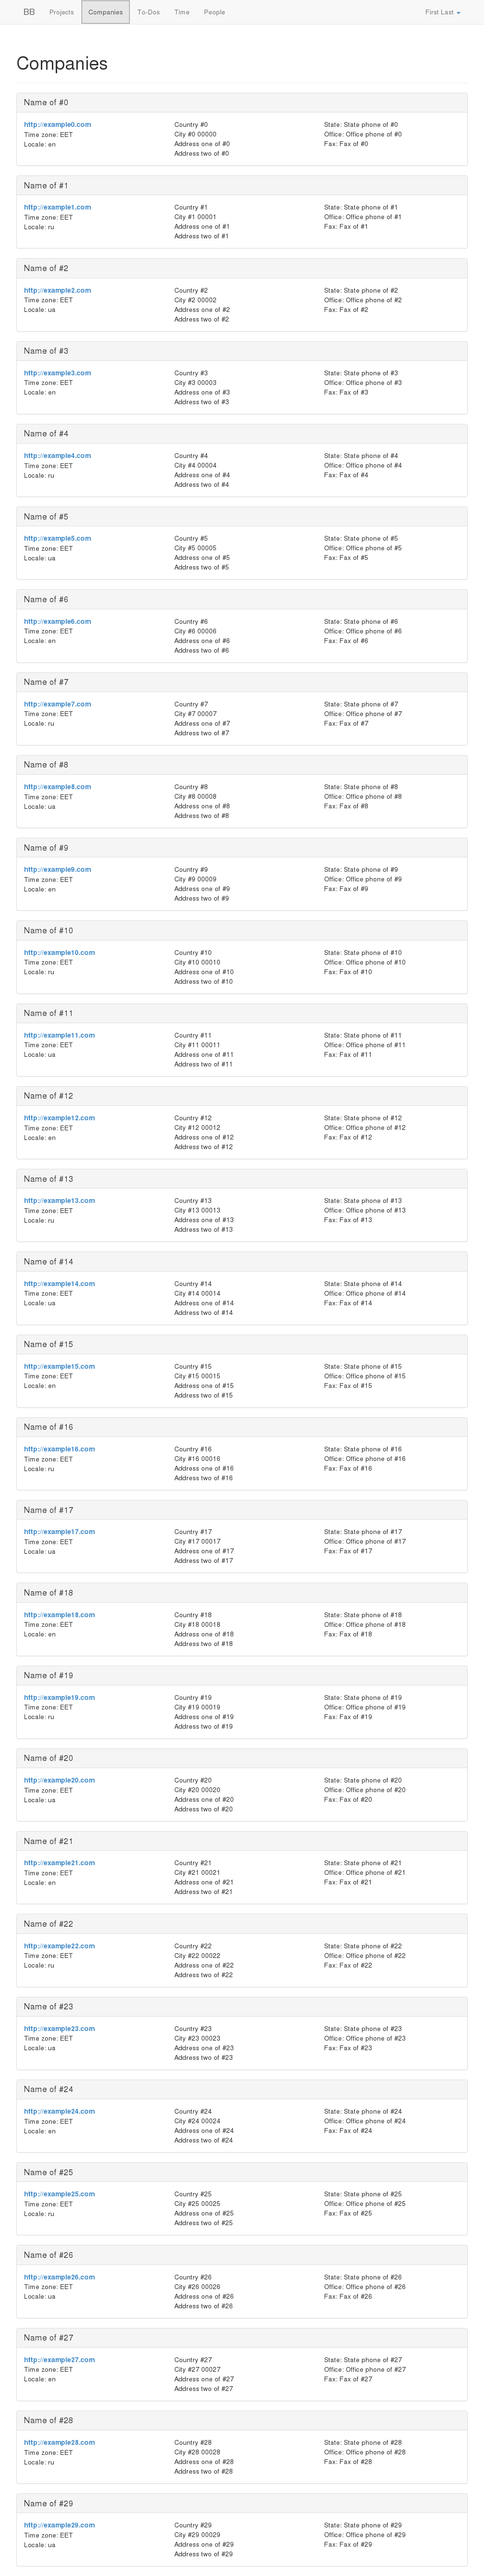 BB Projects Companies To-Dos Time People First Last
Companies
Name of #0
http://example0.com Country #0 State: State phone of #0
Time zone: EET City #0 00000 Office: Office phone of #0
Locale: en Address one of #0 Fax: Fax of #0
Address two of #0
Name of #1
http://example1.com Country #1 State: State phone of #1
Time zone: EET City #1 00001 Office: Office phone of #1
Locale: ru Address one of #1 Fax: Fax of #1
Address two of #1
Name of #2
http://example2.com Country #2 State: State phone of #2
Time zone: EET City #2 00002 Office: Office phone of #2
Locale: ua Address one of #2 Fax: Fax of #2
Address two of #2
Name of #3
http://example3.com Country #3 State: State phone of #3
Time zone: EET City #3 00003 Office: Office phone of #3
Locale: en Address one of #3 Fax: Fax of #3
Address two of #3
Name of #4
http://example4.com Country #4 State: State phone of #4
Time zone: EET City #4 00004 Office: Office phone of #4
Locale: ru Address one of #4 Fax: Fax of #4
Address two of #4
Name of #5
http://example5.com Country #5 State: State phone of #5
Time zone: EET City #5 00005 Office: Office phone of #5
Locale: ua Address one of #5 Fax: Fax of #5
Address two of #5
Name of #6
http://example6.com Country #6 State: State phone of #6
Time zone: EET City #6 00006 Office: Office phone of #6
Locale: en Address one of #6 Fax: Fax of #6
Address two of #6
Name of #7
http://example7.com Country #7 State: State phone of #7
Time zone: EET City #7 00007 Office: Office phone of #7
Locale: ru Address one of #7 Fax: Fax of #7
Address two of #7
Name of #8
http://example8.com Country #8 State: State phone of #8
Time zone: EET City #8 00008 Office: Office phone of #8
Locale: ua Address one of #8 Fax: Fax of #8
Address two of #8
Name of #9
http://example9.com Country #9 State: State phone of #9
Time zone: EET City #9 00009 Office: Office phone of #9
Locale: en Address one of #9 Fax: Fax of #9
Address two of #9
Name of #10
http://example10.com Country #10 State: State phone of #10
Time zone: EET City #10 00010 Office: Office phone of #10
Locale: ru Address one of #10 Fax: Fax of #10
Address two of #10
Name of #11
http://example11.com Country #11 State: State phone of #11
Time zone: EET City #11 00011 Office: Office phone of #11
Locale: ua Address one of #11 Fax: Fax of #11
Address two of #11
Name of #12
http://example12.com Country #12 State: State phone of #12
Time zone: EET City #12 00012 Office: Office phone of #12
Locale: en Address one of #12 Fax: Fax of #12
Address two of #12
Name of #13
http://example13.com Country #13 State: State phone of #13
Time zone: EET City #13 00013 Office: Office phone of #13
Locale: ru Address one of #13 Fax: Fax of #13
Address two of #13
Name of #14
http://example14.com Country #14 State: State phone of #14
Time zone: EET City #14 00014 Office: Office phone of #14
Locale: ua Address one of #14 Fax: Fax of #14
Address two of #14
Name of #15
http://example15.com Country #15 State: State phone of #15
Time zone: EET City #15 00015 Office: Office phone of #15
Locale: en Address one of #15 Fax: Fax of #15
Address two of #15
Name of #16
http://example16.com Country #16 State: State phone of #16
Time zone: EET City #16 00016 Office: Office phone of #16
Locale: ru Address one of #16 Fax: Fax of #16
Address two of #16
Name of #17
http://example17.com Country #17 State: State phone of #17
Time zone: EET City #17 00017 Office: Office phone of #17
Locale: ua Address one of #17 Fax: Fax of #17
Address two of #17
Name of #18
http://example18.com Country #18 State: State phone of #18
Time zone: EET City #18 00018 Office: Office phone of #18
Locale: en Address one of #18 Fax: Fax of #18
Address two of #18
Name of #19
http://example19.com Country #19 State: State phone of #19
Time zone: EET City #19 00019 Office: Office phone of #19
Locale: ru Address one of #19 Fax: Fax of #19
Address two of #19
Name of #20
http://example20.com Country #20 State: State phone of #20
Time zone: EET City #20 00020 Office: Office phone of #20
Locale: ua Address one of #20 Fax: Fax of #20
Address two of #20
Name of #21
http://example21.com Country #21 State: State phone of #21
Time zone: EET City #21 00021 Office: Office phone of #21
Locale: en Address one of #21 Fax: Fax of #21
Address two of #21
Name of #22
http://example22.com Country #22 State: State phone of #22
Time zone: EET City #22 00022 Office: Office phone of #22
Locale: ru Address one of #22 Fax: Fax of #22
Address two of #22
Name of #23
http://example23.com Country #23 State: State phone of #23
Time zone: EET City #23 00023 Office: Office phone of #23
Locale: ua Address one of #23 Fax: Fax of #23
Address two of #23
Name of #24
http://example24.com Country #24 State: State phone of #24
Time zone: EET City #24 00024 Office: Office phone of #24
Locale: en Address one of #24 Fax: Fax of #24
Address two of #24
Name of #25
http://example25.com Country #25 State: State phone of #25
Time zone: EET City #25 00025 Office: Office phone of #25
Locale: ru Address one of #25 Fax: Fax of #25
Address two of #25
Name of #26
http://example26.com Country #26 State: State phone of #26
Time zone: EET City #26 00026 Office: Office phone of #26
Locale: ua Address one of #26 Fax: Fax of #26
Address two of #26
Name of #27
http://example27.com Country #27 State: State phone of #27
Time zone: EET City #27 00027 Office: Office phone of #27
Locale: en Address one of #27 Fax: Fax of #27
Address two of #27
Name of #28
http://example28.com Country #28 State: State phone of #28
Time zone: EET City #28 00028 Office: Office phone of #28
Locale: ru Address one of #28 Fax: Fax of #28
Address two of #28
Name of #29
http://example29.com Country #29 State: State phone of #29
Time zone: EET City #29 00029 Office: Office phone of #29
Locale: ua Address one of #29 Fax: Fax of #29
Address two of #29